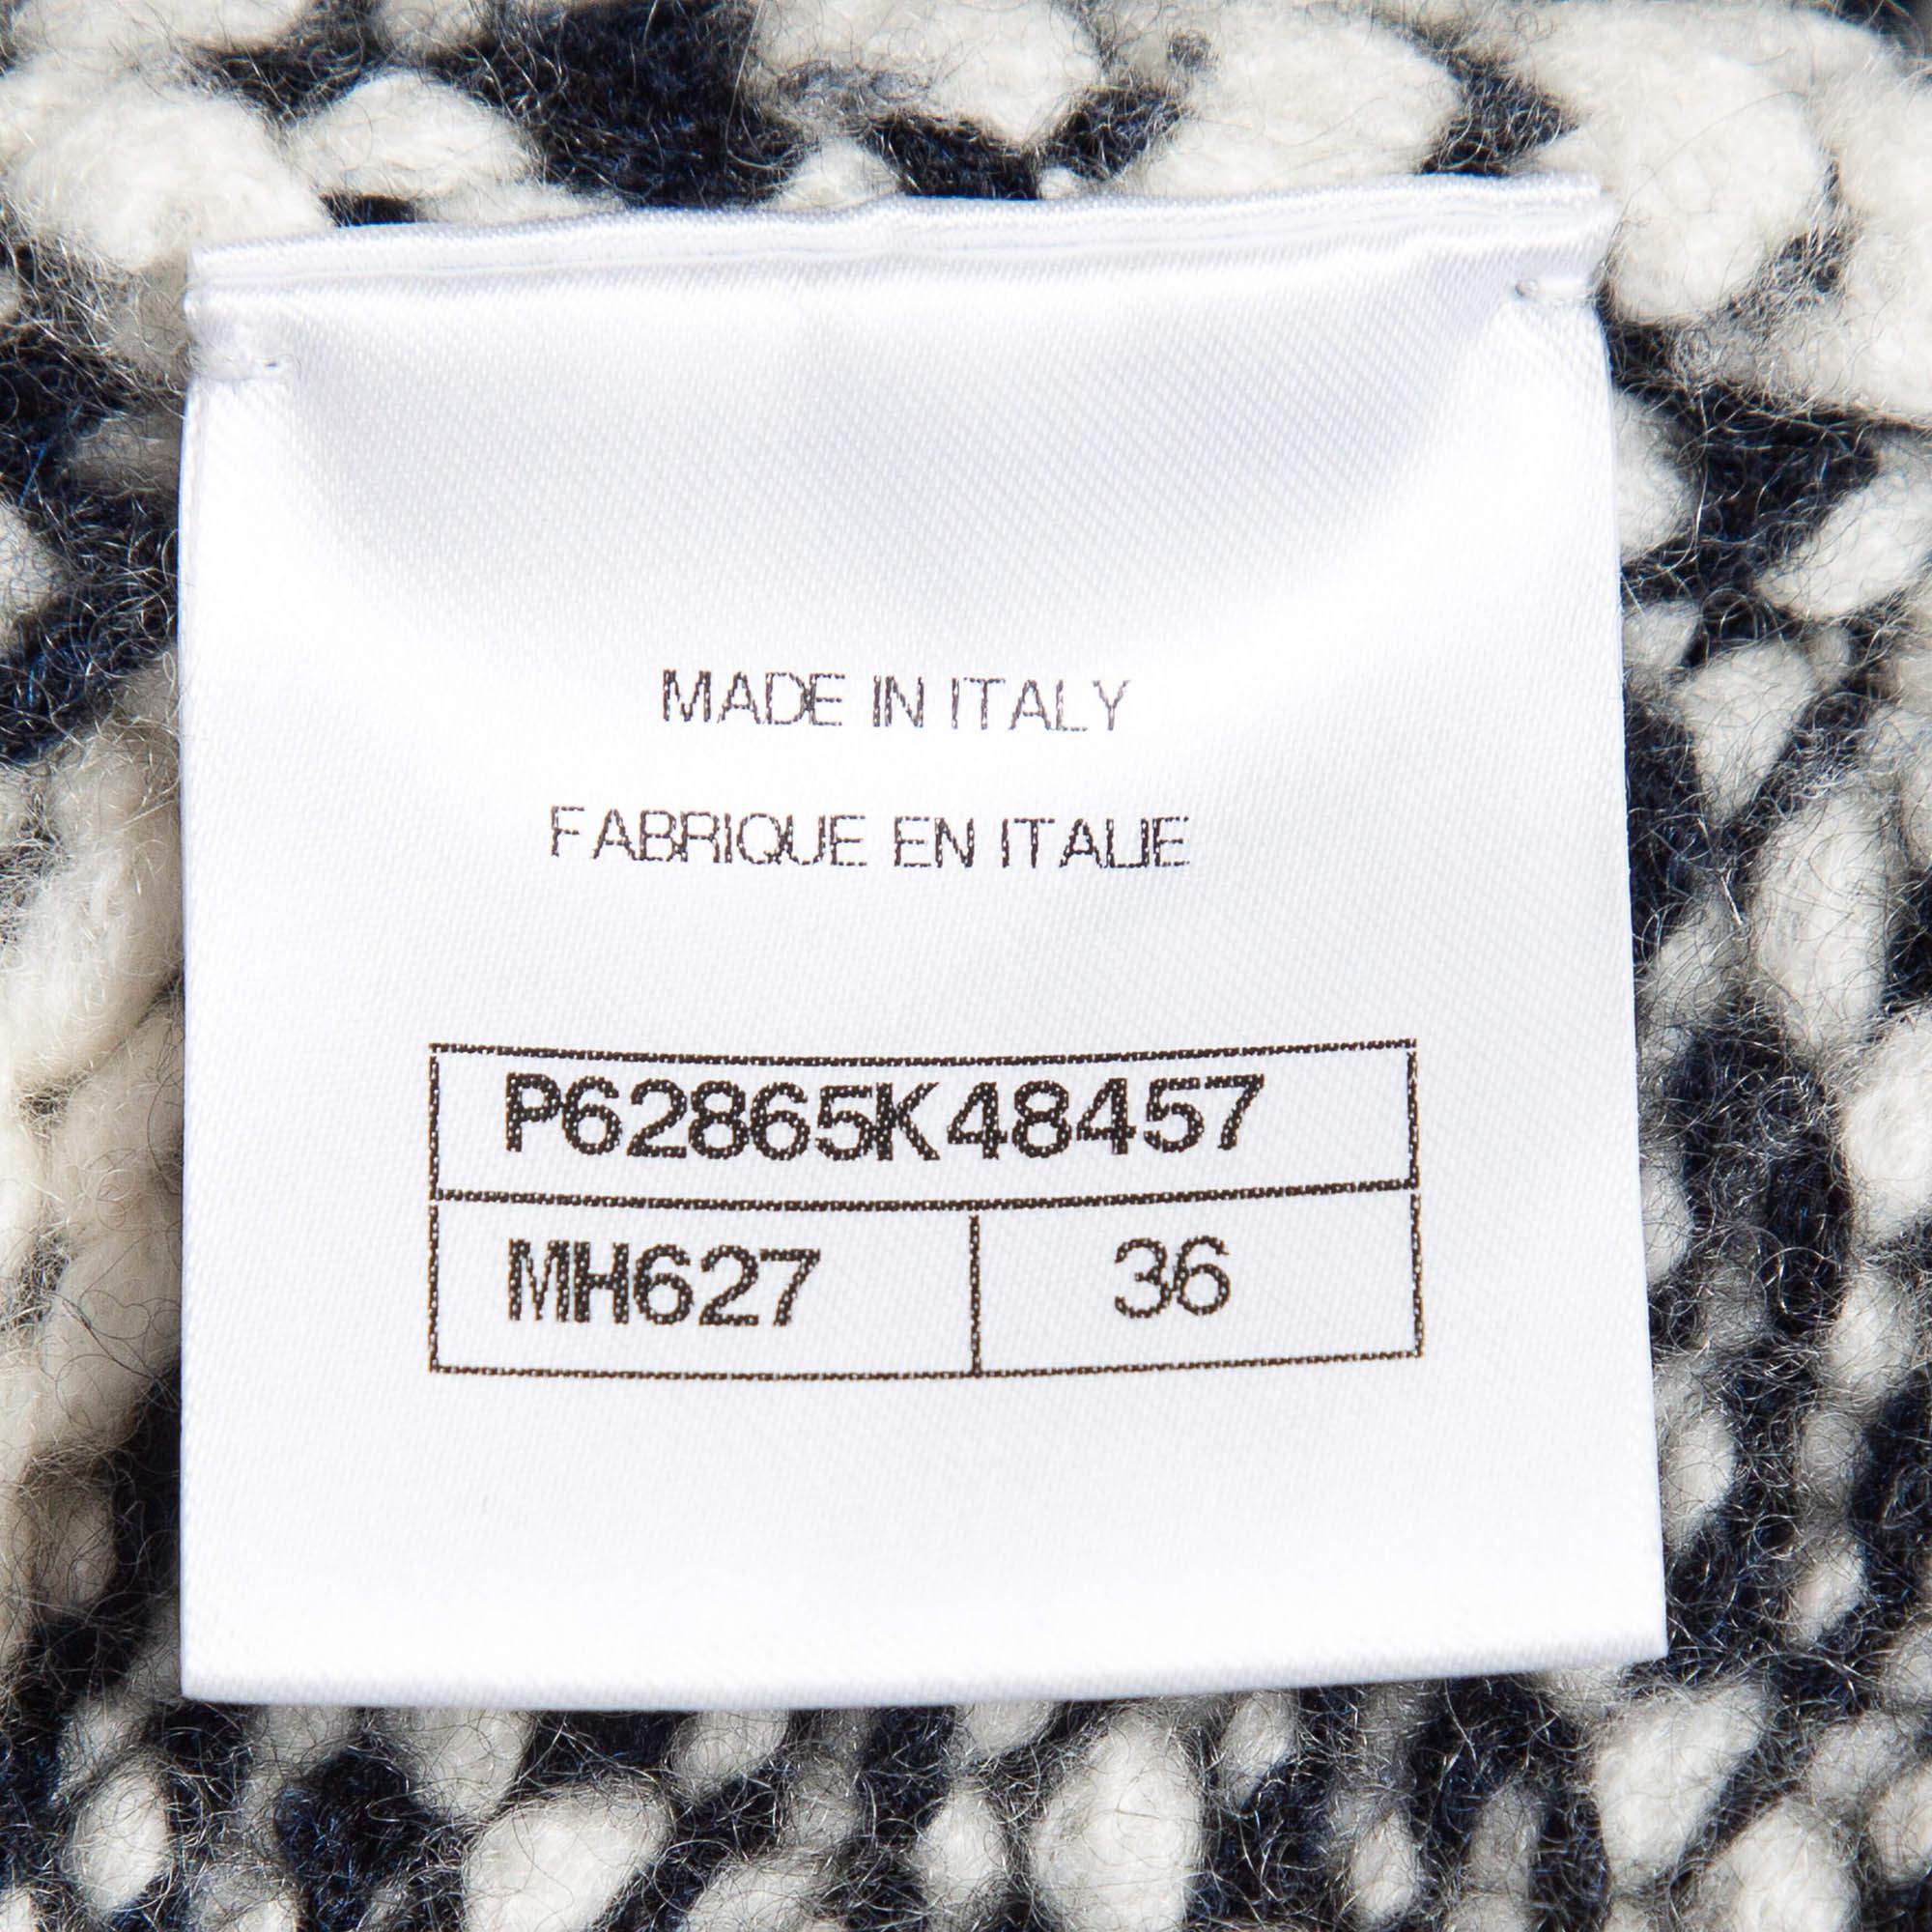 MADE IN ITALY
FABRIQUE EN ITALIE
P62865K48457
MH627 36